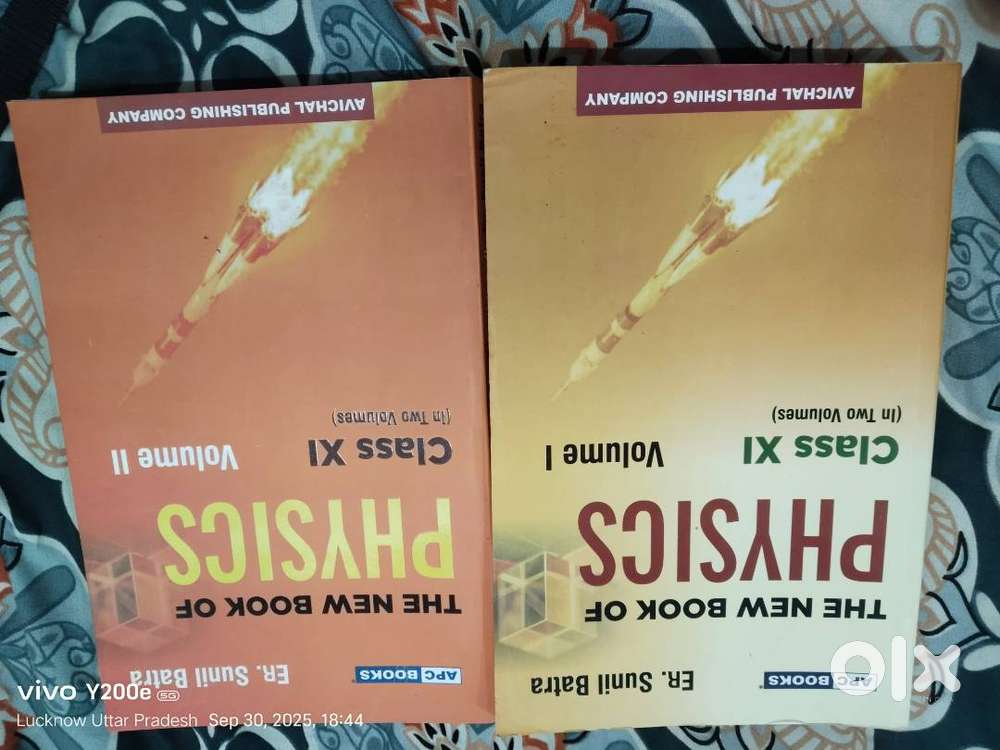 APC BOOKS
ER. Sunil Batra
THE NEW BOOK OF
PHYSICS
Class XI Volume I
(In Two Volumes)
AVICHAL PUBLISHING COMPANY
APC BOOKS
ER. Sunil Batra
THE NEW BOOK OF
PHYSICS
Class XI Volume II
(In Two Volumes)
AVICHAL PUBLISHING COMPANY
vivo Y200e 5G
Lucknow Uttar Pradesh Sep 30, 2025, 18:44
olx